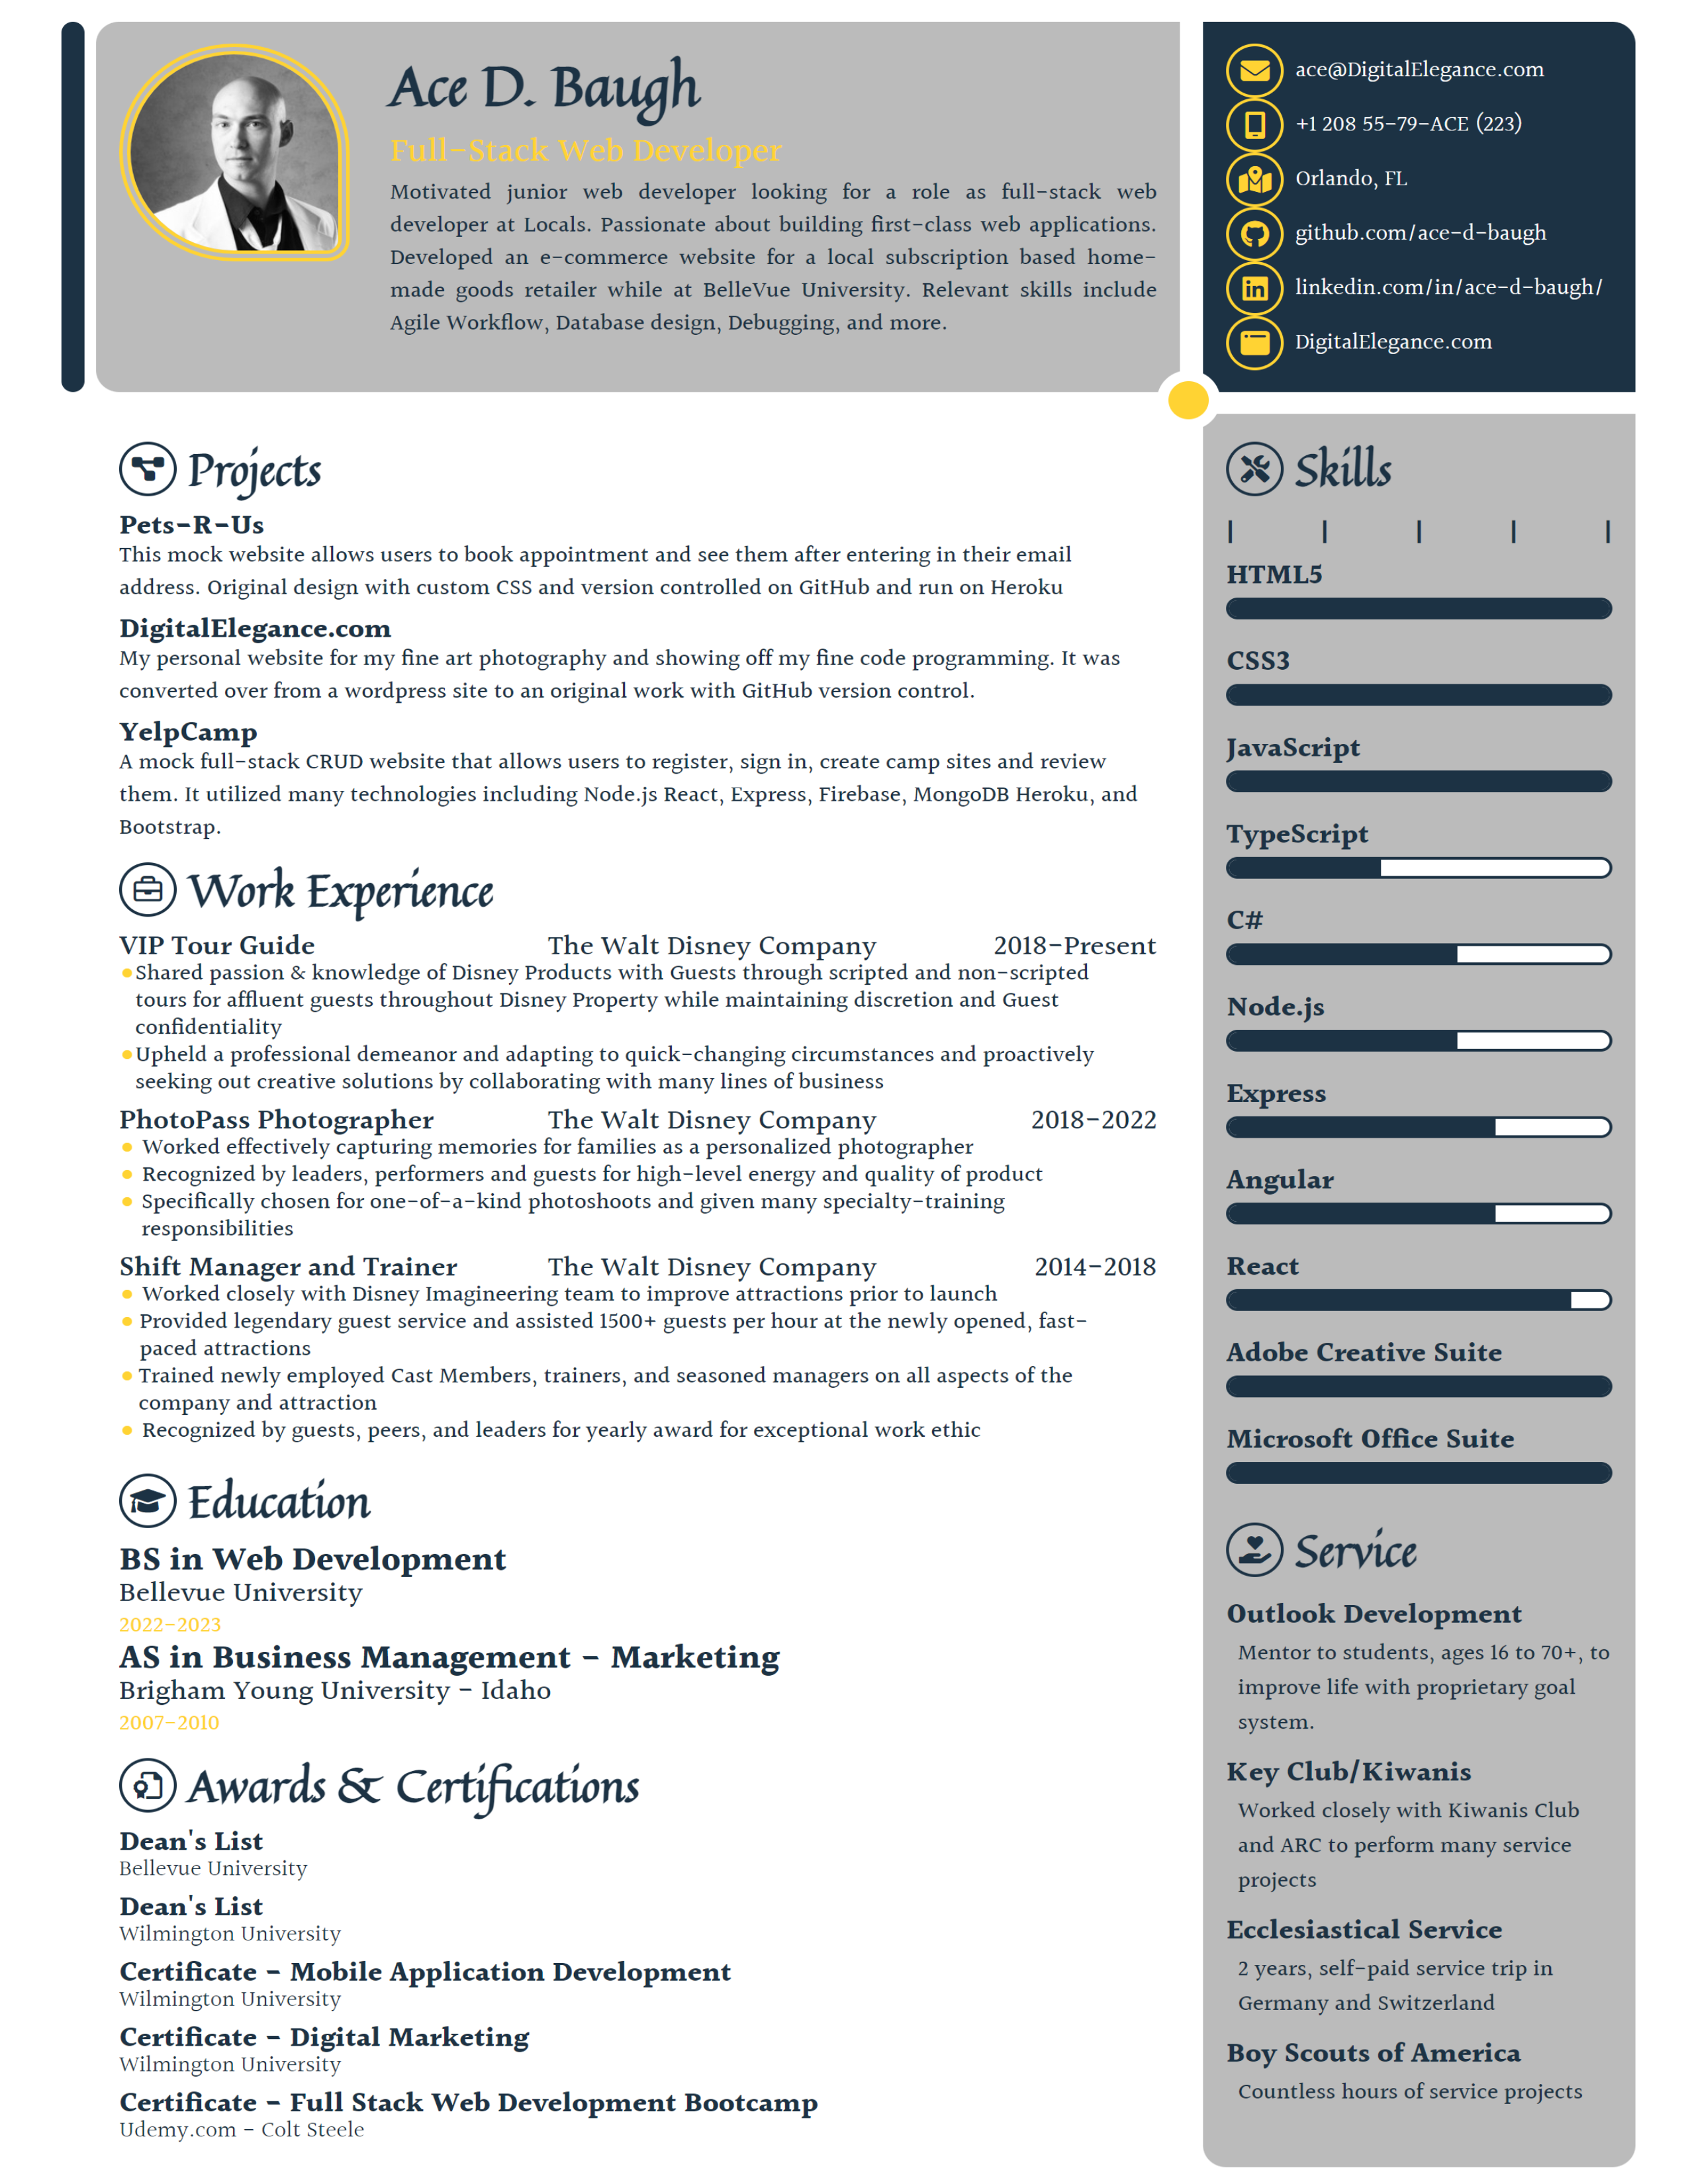 Ace D. Baugh
Full-Stack Web Developer
Motivated junior web developer looking for a role as full-stack web
developer at Locals. Passionate about building first-class web applications.
Developed an e-commerce website for a local subscription based home-
made goods retailer while at BelleVue University. Relevant skills include
Agile Workflow, Database design, Debugging, and more.
ace@DigitalElegance.com
+1 208 55-79-ACE (223)
Orlando, FL
github.com/ace-d-baugh
linkedin.com/in/ace-d-baugh/
DigitalElegance.com
Projects
Pets-R-Us
This mock website allows users to book appointment and see them after entering in their email
address. Original design with custom CSS and version controlled on GitHub and run on Heroku
DigitalElegance.com
My personal website for my fine art photography and showing off my fine code programming. It was
converted over from a wordpress site to an original work with GitHub version control.
YelpCamp
A mock full-stack CRUD website that allows users to register, sign in, create camp sites and review
them. It utilized many technologies including Node.js React, Express, Firebase, MongoDB Heroku, and
Bootstrap.
Work Experience
VIP Tour Guide The Walt Disney Company 2018-Present
Shared passion & knowledge of Disney Products with Guests through scripted and non-scripted
tours for affluent guests throughout Disney Property while maintaining discretion and Guest
confidentiality
Upheld a professional demeanor and adapting to quick-changing circumstances and proactively
seeking out creative solutions by collaborating with many lines of business
PhotoPass Photographer The Walt Disney Company 2018-2022
Worked effectively capturing memories for families as a personalized photographer
Recognized by leaders, performers and guests for high-level energy and quality of product
Specifically chosen for one-of-a-kind photoshoots and given many specialty-training
responsibilities
Shift Manager and Trainer The Walt Disney Company 2014-2018
Worked closely with Disney Imagineering team to improve attractions prior to launch
Provided legendary guest service and assisted 1500+ guests per hour at the newly opened, fast-
paced attractions
Trained newly employed Cast Members, trainers, and seasoned managers on all aspects of the
company and attraction
Recognized by guests, peers, and leaders for yearly award for exceptional work ethic
Education
BS in Web Development
Bellevue University
2022-2023
AS in Business Management - Marketing
Brigham Young University - Idaho
2007-2010
Awards & Certifications
Dean's List
Bellevue University
Dean's List
Wilmington University
Certificate - Mobile Application Development
Wilmington University
Certificate - Digital Marketing
Wilmington University
Certificate - Full Stack Web Development Bootcamp
Udemy.com - Colt Steele
Skills
HTML5
CSS3
JavaScript
TypeScript
C#
Node.js
Express
Angular
React
Adobe Creative Suite
Microsoft Office Suite
Service
Outlook Development
Mentor to students, ages 16 to 70+, to
improve life with proprietary goal
system.
Key Club/Kiwanis
Worked closely with Kiwanis Club
and ARC to perform many service
projects
Ecclesiastical Service
2 years, self-paid service trip in
Germany and Switzerland
Boy Scouts of America
Countless hours of service projects